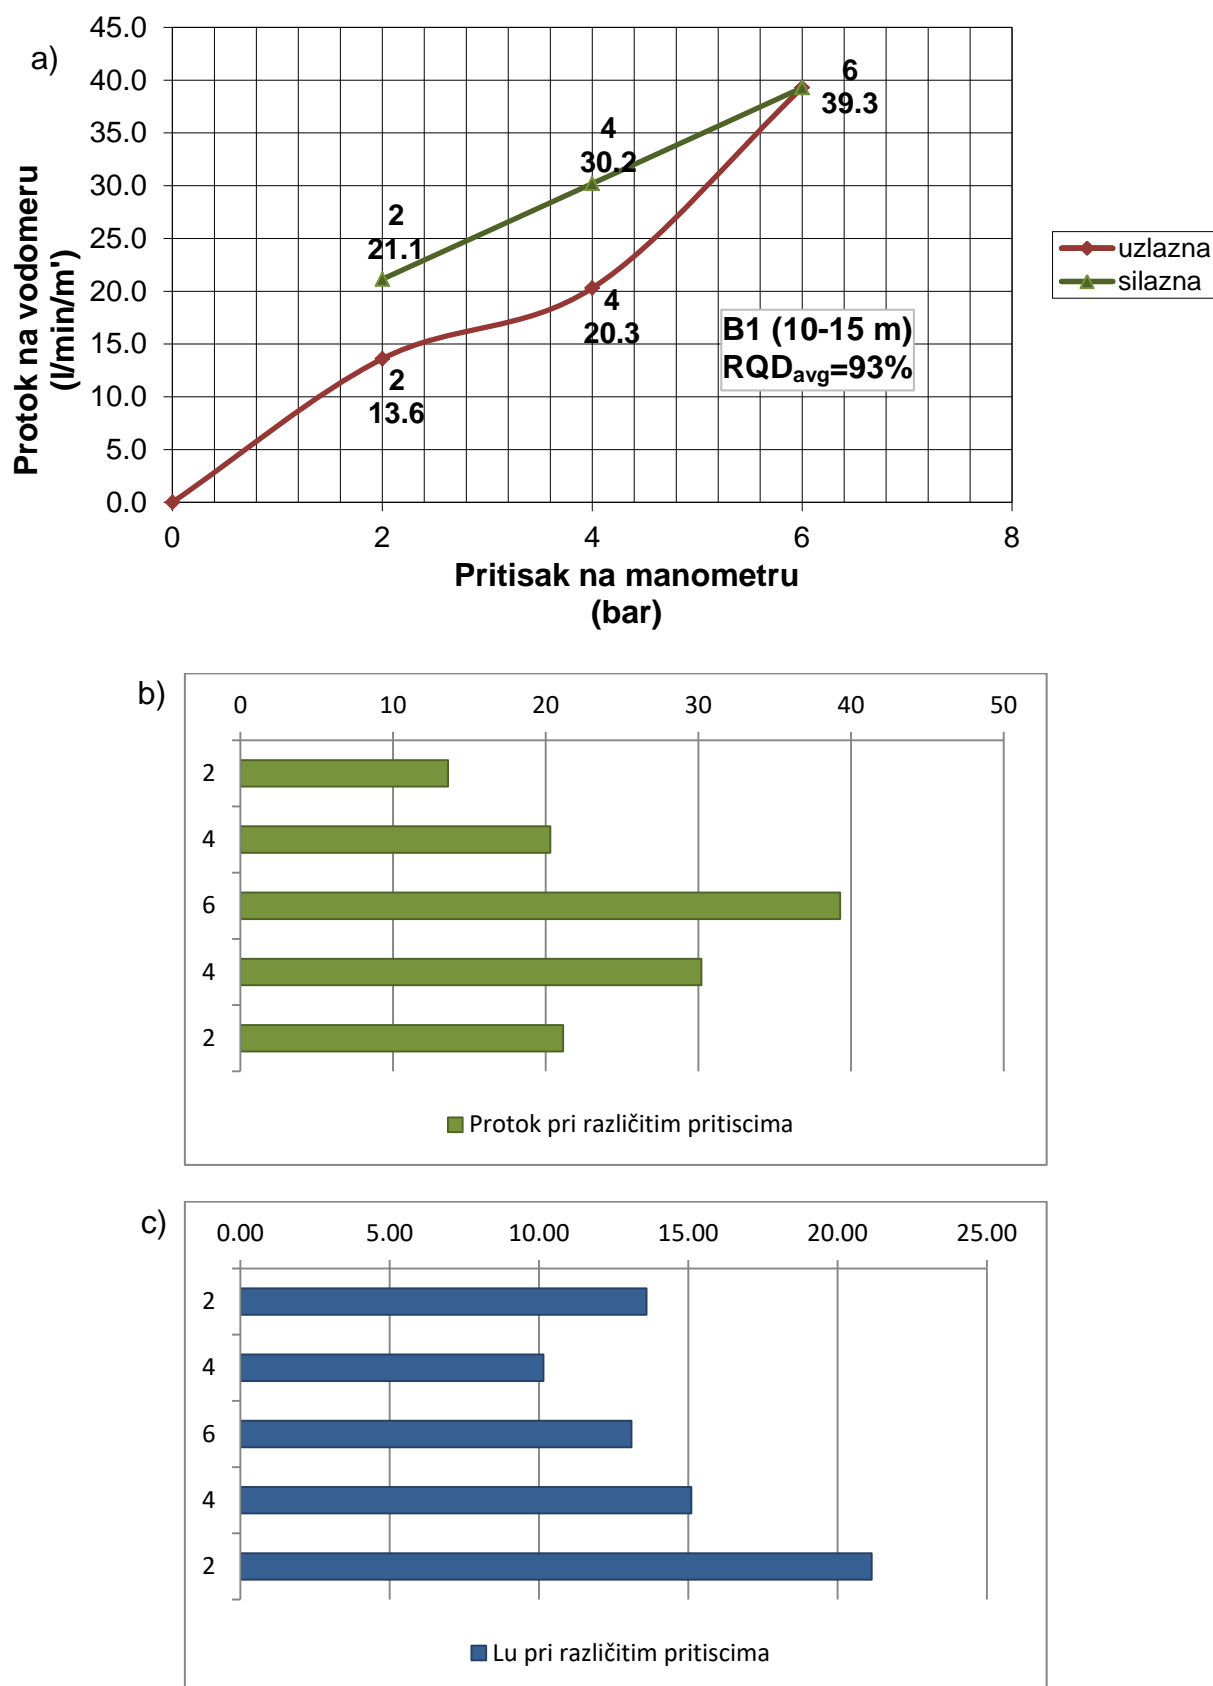 a)
45.0
40.0
35.0
30.0
25.0
20.0
15.0
10.0
5.0
0.0
Protok na vodomeru
(l/min/m')
6
39.3
4
30.2
2
21.1
4
20.3
2
13.6
B1 (10-15 m)
RQDavg=93%
uzlazna
silazna
0 2 4 6 8
Pritisak na manometru
(bar)
b)
0 10 20 30 40 50
2
4
6
4
2
Protok pri različitim pritiscima
c)
0.00 5.00 10.00 15.00 20.00 25.00
2
4
6
4
2
Lu pri različitim pritiscima